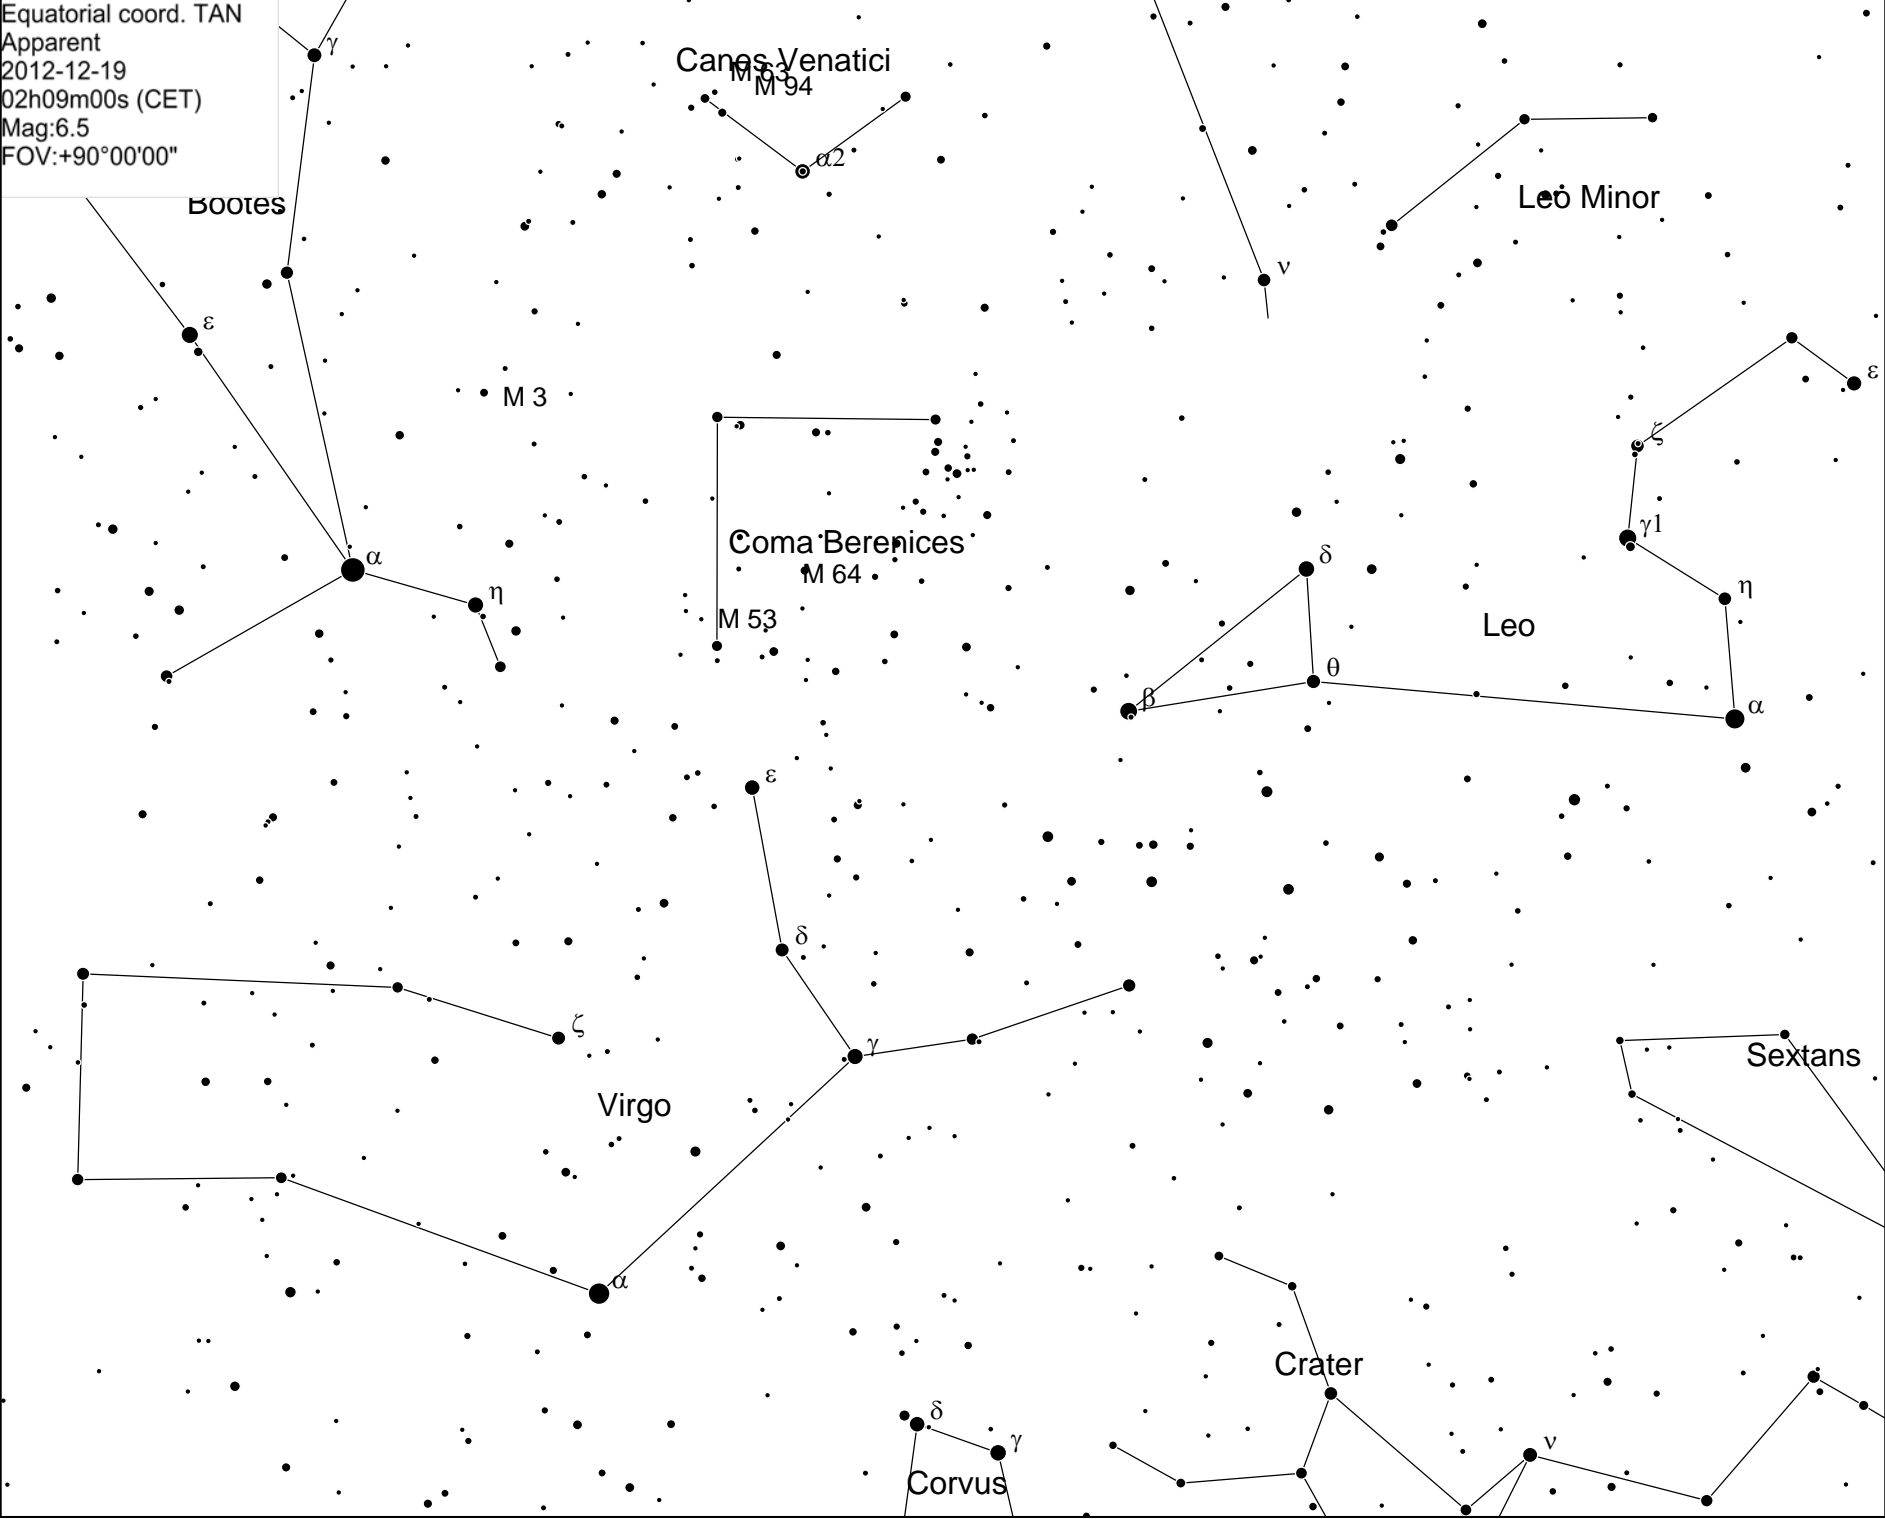 Equatorial coord. TAN
Apparent
2012-12-19
02h09m00s (CET)
Mag:6.5
FOV:+90°00'00"
γ
Canes Venatici
M 63
M 94
α2
Leo Minor
Bootes
ν
ε
ε
M 3
ζ
γ1
Coma Berenices
α
δ
M 64
η
η
M 53
Leo
θ
β
α
ε
δ
ζ
γ
Sextans
Virgo
α
Crater
δ
γ
ν
Corvus